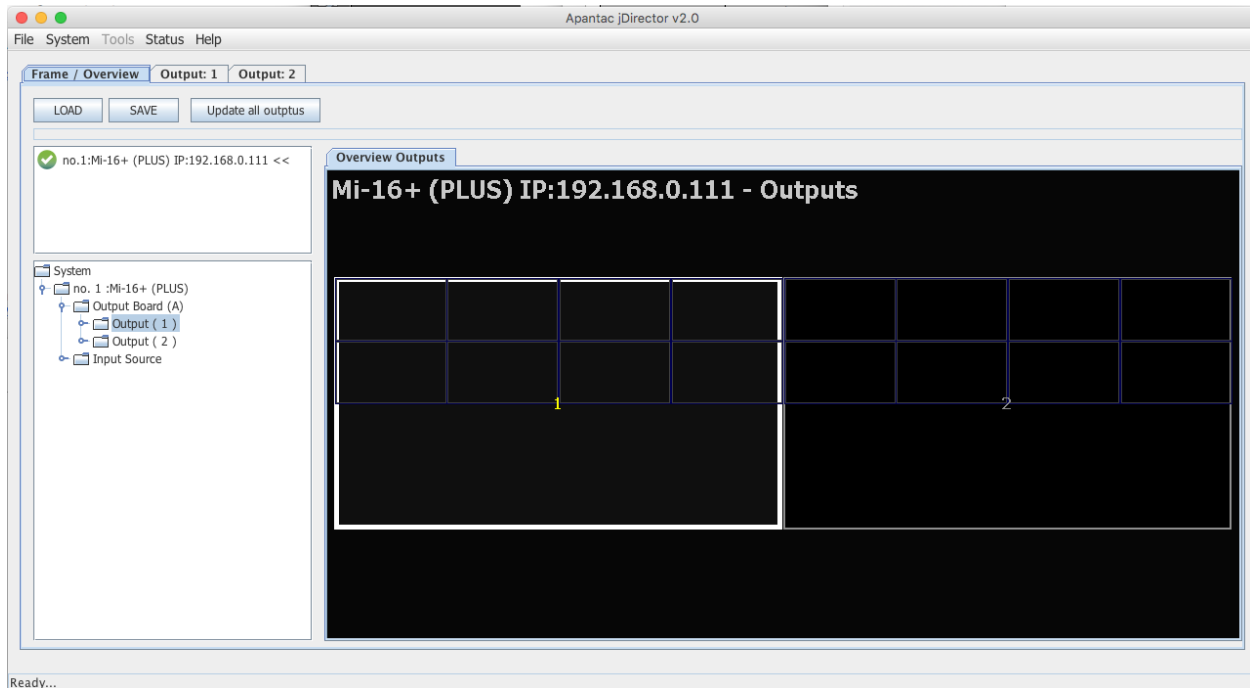 Apantac jDirector v2.0
File System Tools Status Help
Frame / Overview Output: 1 Output: 2
LOAD SAVE Update all outptus
no.1:Mi-16+ (PLUS) IP:192.168.0.111 <<
Overview Outputs
Mi-16+ (PLUS) IP:192.168.0.111 - Outputs
System
no. 1 :Mi-16+ (PLUS)
Output Board (A)
Output ( 1 )
Output ( 2 )
Input Source
1
2
Ready...